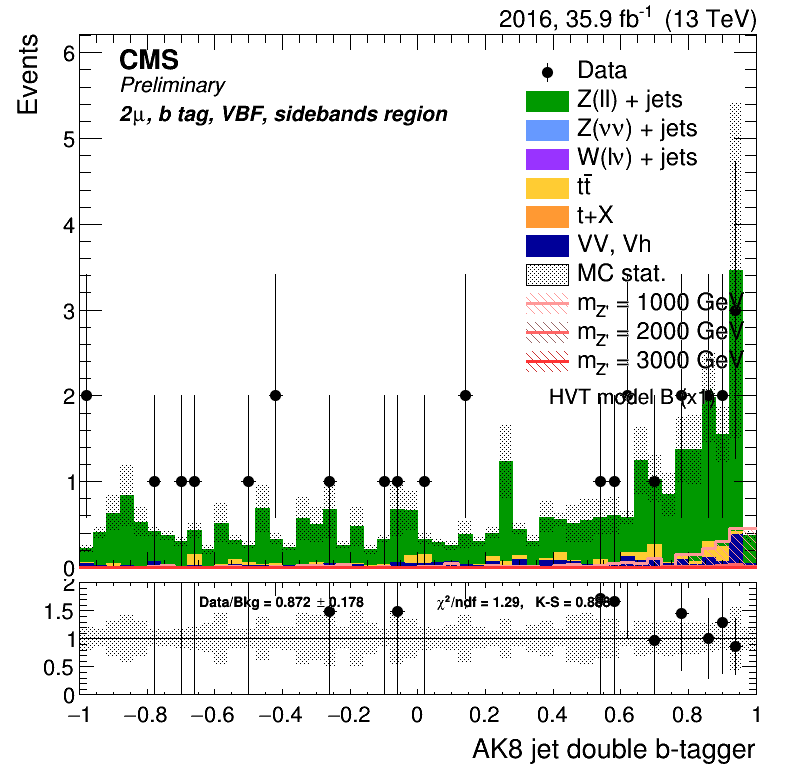 2016, 35.9 fb-1 (13 TeV)
Events
CMS
Preliminary
2μ, b tag, VBF, sidebands region
Data
Z(ll) + jets
Z(νν) + jets
W(lν) + jets
tt̄
t+X
VV, Vh
MC stat.
mZ' = 1000 GeV
mZ' = 2000 GeV
mZ' = 3000 GeV
HVT model B (x1)
6
5
4
3
2
1
0
Data/Bkg = 0.872 ± 0.178 χ²/ndf = 1.29, K-S =
2
1.5
1
0.5
0
−1 −0.8 −0.6 −0.4 −0.2 0 0.2 0.4 0.6 0.8 1
AK8 jet double b-tagger